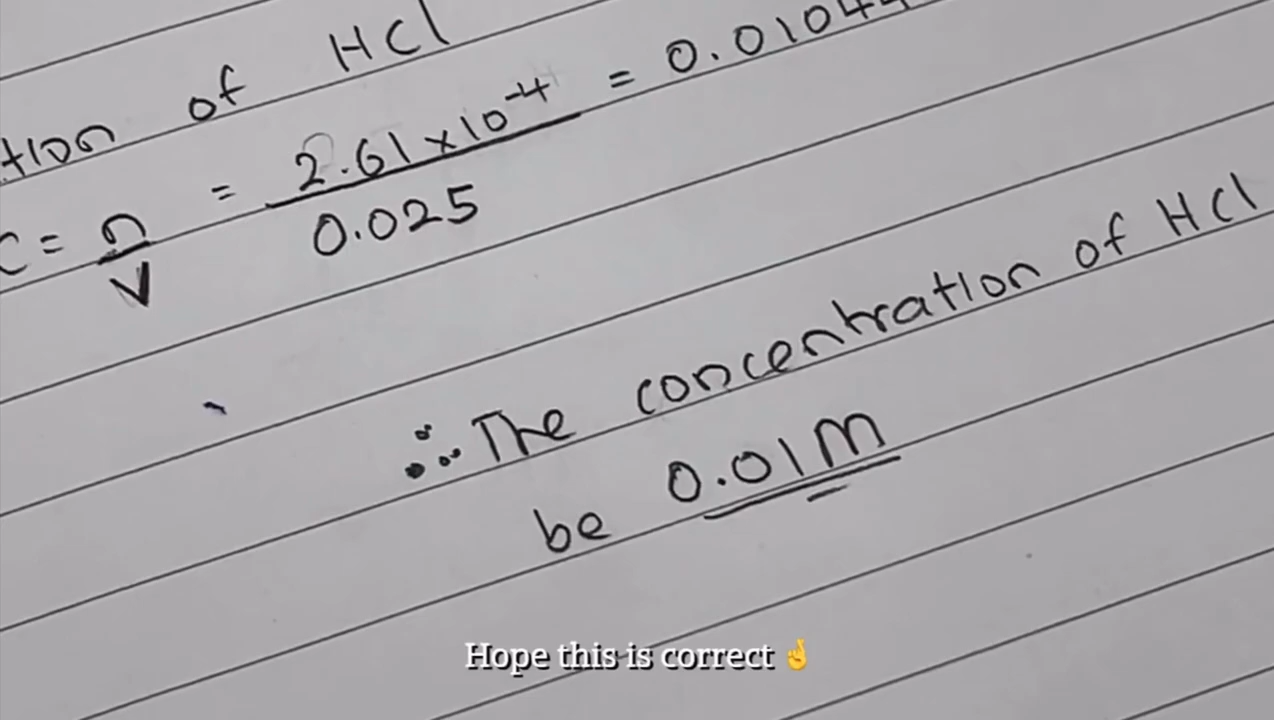 of HCl
C = n/V = 2.61 x 10⁻⁴/0.025 = 0.01044
∴ The concentration of HCl
be 0.01M
Hope this is correct 🤞